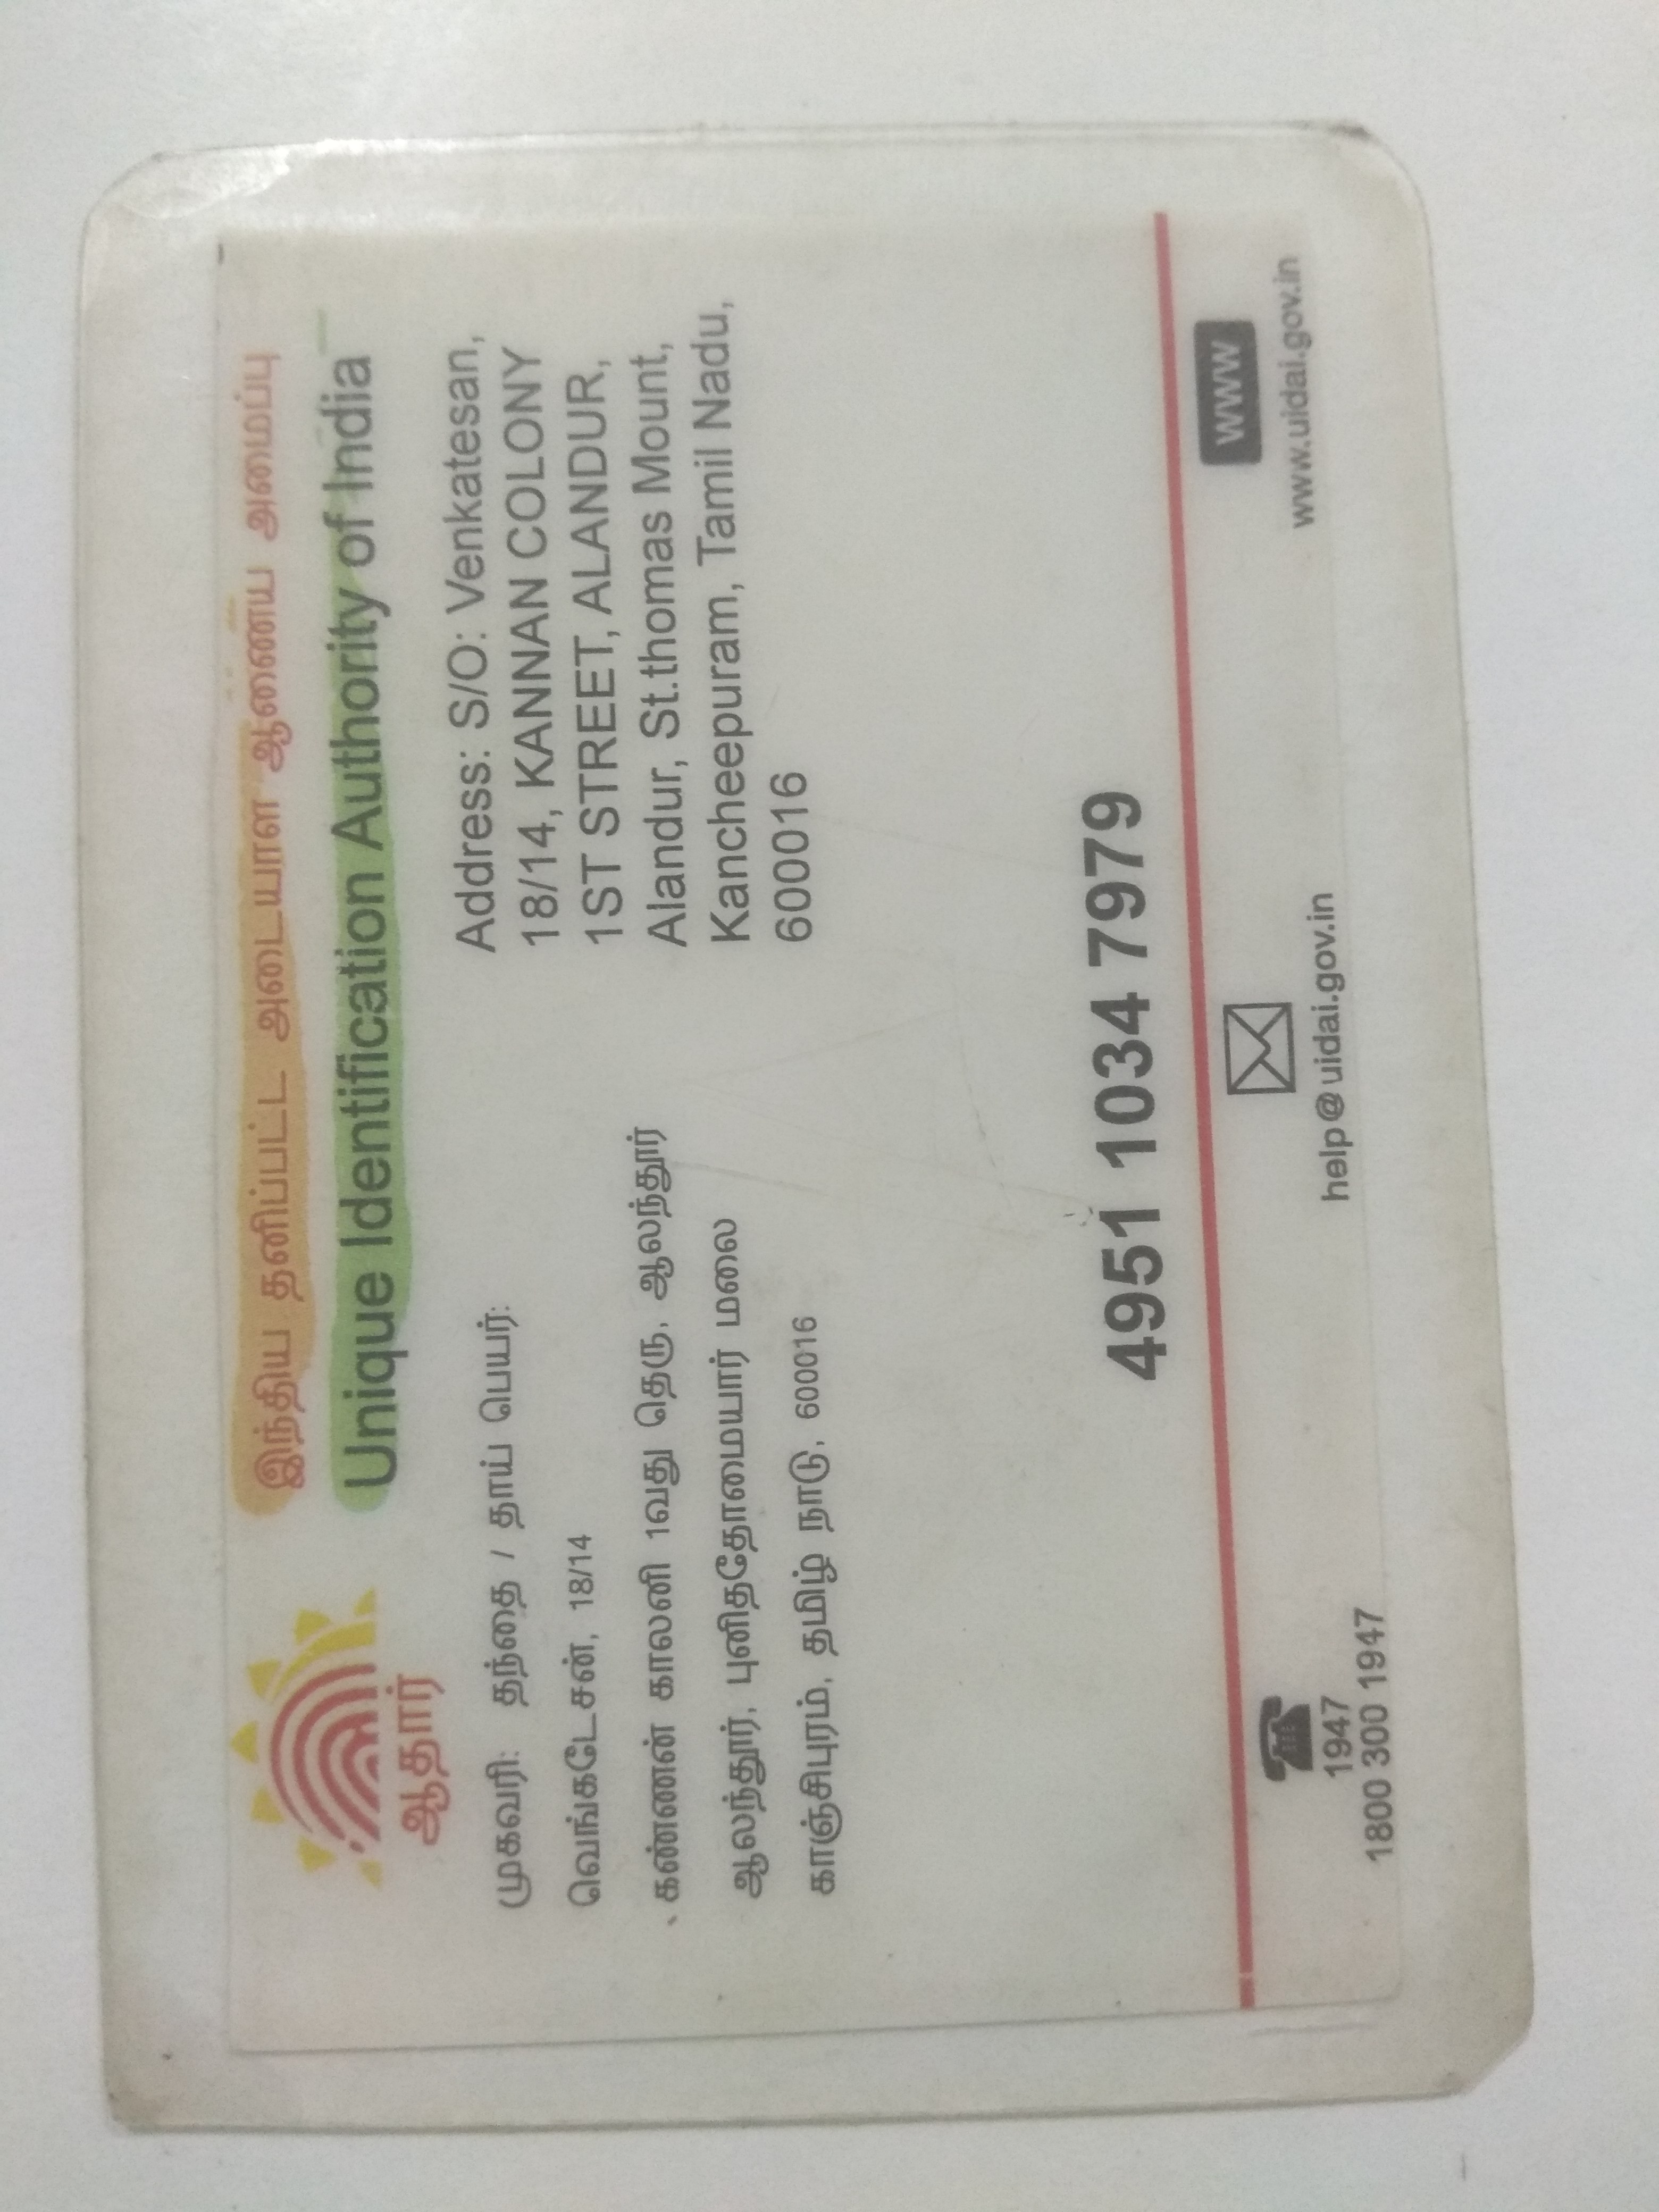 இந்திய தனிப்பட்ட அடையாள ஆணைய அமைப்பு
Unique Identification Authority of India
ஆதார்
முகவரி: தந்தை / தாய் பெயர்:
வெங்கடேசன், 18/14
கண்ணன் காலனி 1வது தெரு, ஆலந்தூர்
ஆலந்தூர், புனிததோமையார் மலை
காஞ்சிபுரம், தமிழ் நாடு, 600016
Address: S/O: Venkatesan,
18/14, KANNAN COLONY
1ST STREET, ALANDUR,
Alandur, St.thomas Mount,
Kancheepuram, Tamil Nadu,
600016
4951 1034 7979
1947
1800 300 1947
help@uidai.gov.in
WWW
www.uidai.gov.in